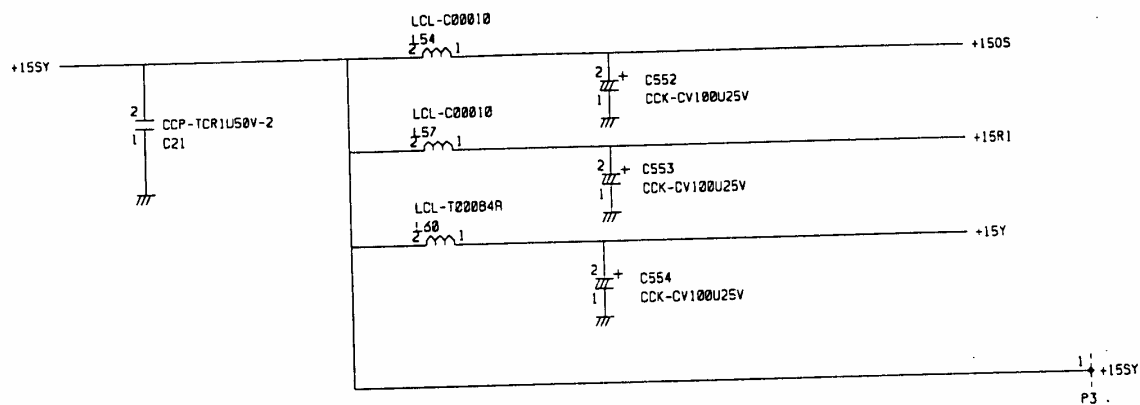 LCL-C00010
L54
2 1
+15SY
+15OS
2 + C552
1 CCK-CV100U25V
2 CCP-TCR1U50V-2
1 C21
LCL-C00010
L57
2 1
+15R1
2 + C553
1 CCK-CV100U25V
LCL-T00084A
L60
2 1
+15Y
2 + C554
1 CCK-CV100U25V
1
+15SY
P3